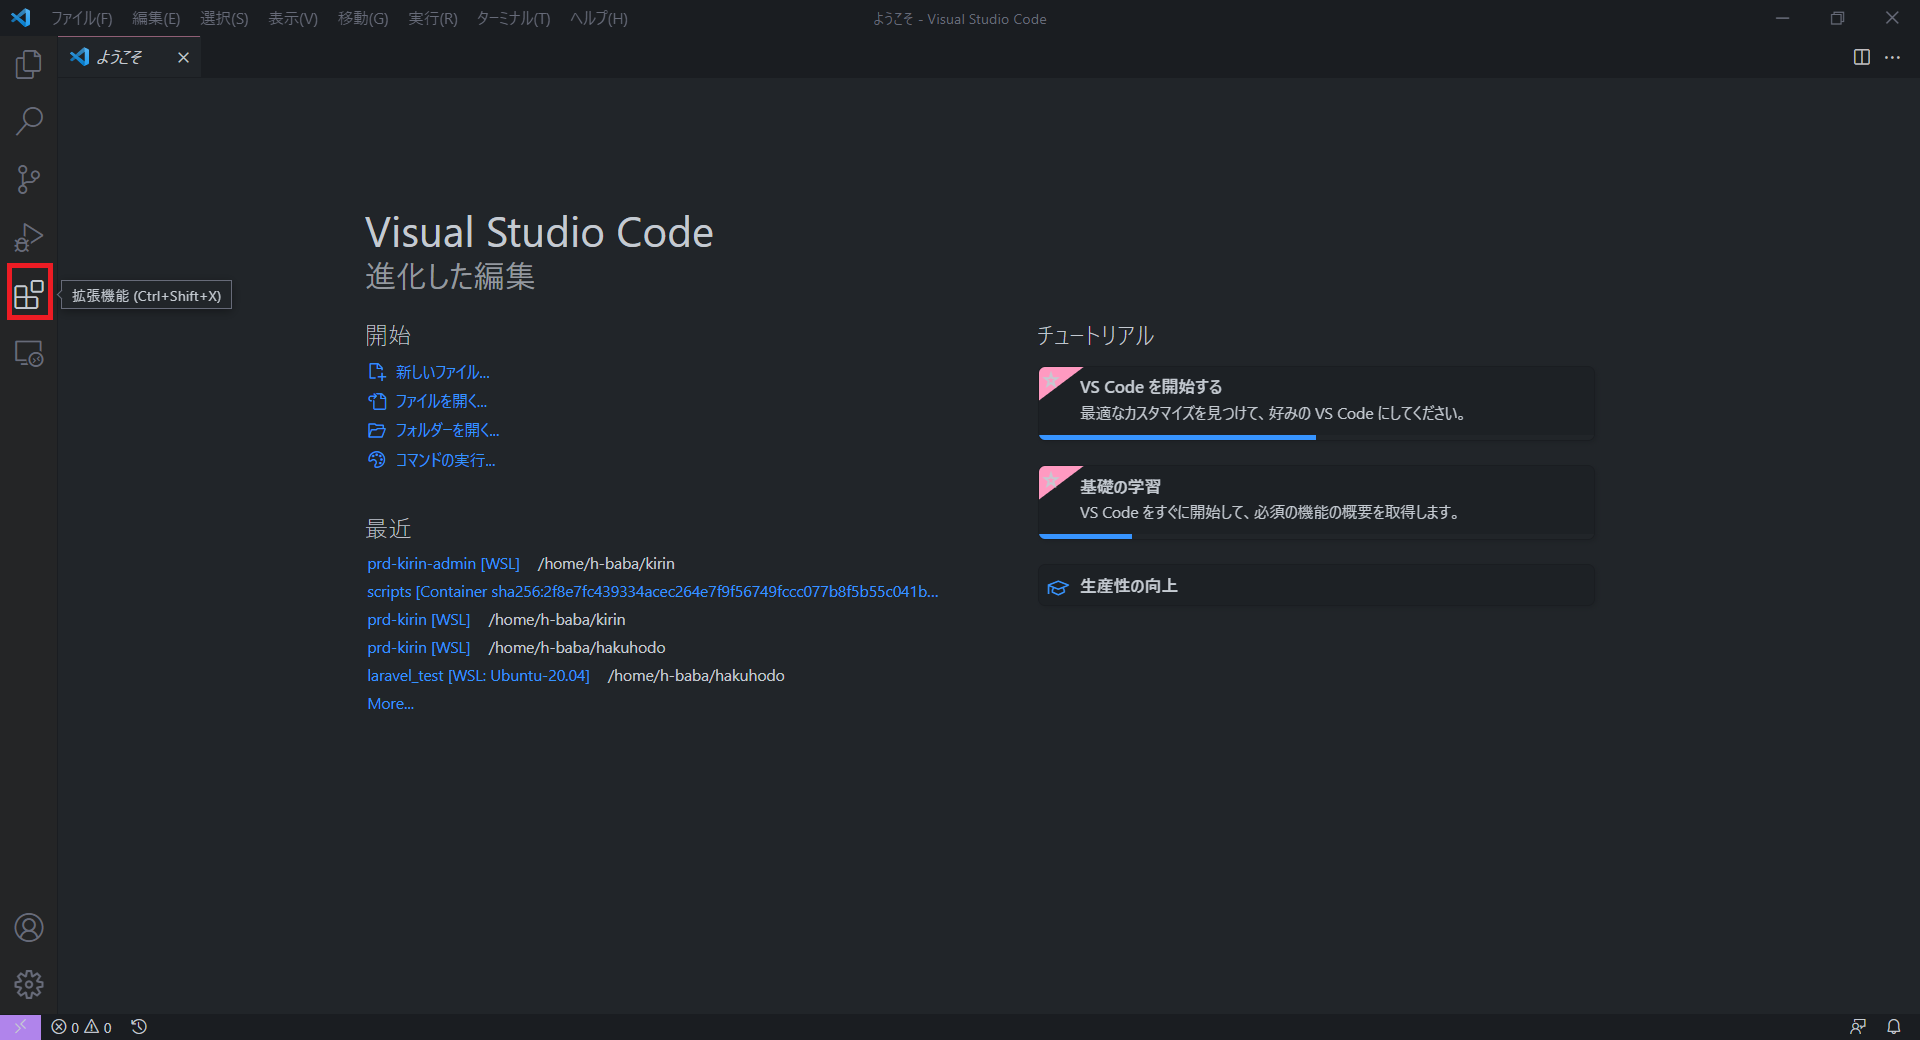 ファイル(F) 編集(E) 選択(S) 表示(V) 移動(G) 実行(R) ターミナル(T) ヘルプ(H)
ようこそ - Visual Studio Code
ようこそ
拡張機能 (Ctrl+Shift+X)
Visual Studio Code
進化した編集
開始
新しいファイル...
ファイルを開く...
フォルダーを開く...
コマンドの実行...
最近
prd-kirin-admin [WSL] /home/h-baba/kirin
scripts [Container sha256:2f8e7fc439334acec264e7f9f56749fccc077b8f5b55c041b...
prd-kirin [WSL] /home/h-baba/kirin
prd-kirin [WSL] /home/h-baba/hakuhodo
laravel_test [WSL: Ubuntu-20.04] /home/h-baba/hakuhodo
More...
チュートリアル
VS Code を開始する
最適なカスタマイズを見つけて、好みの VS Code にしてください。
基礎の学習
VS Code をすぐに開始して、必須の機能の概要を取得します。
生産性の向上
0 0